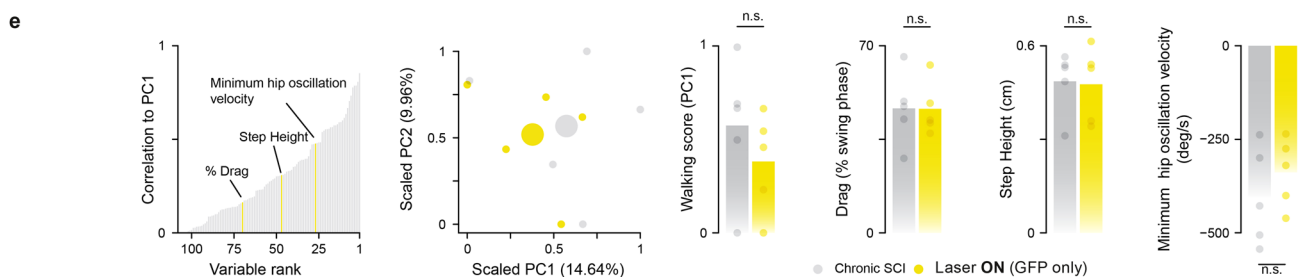 e
Correlation to PC1
1
0
Minimum hip oscillation
velocity
Step Height
% Drag
100
75
50
25
1
Variable rank
Scaled PC2 (9.96%)
1
0.5
0
0
0.5
1
Scaled PC1 (14.64%)
n.s.
Walking score (PC1)
1
0
n.s.
Drag (% swing phase)
70
0
n.s.
Step Height (cm)
0.6
0
Minimum hip oscillation velocity
(deg/s)
0
−250
−500
n.s.
Chronic SCI
Laser ON (GFP only)